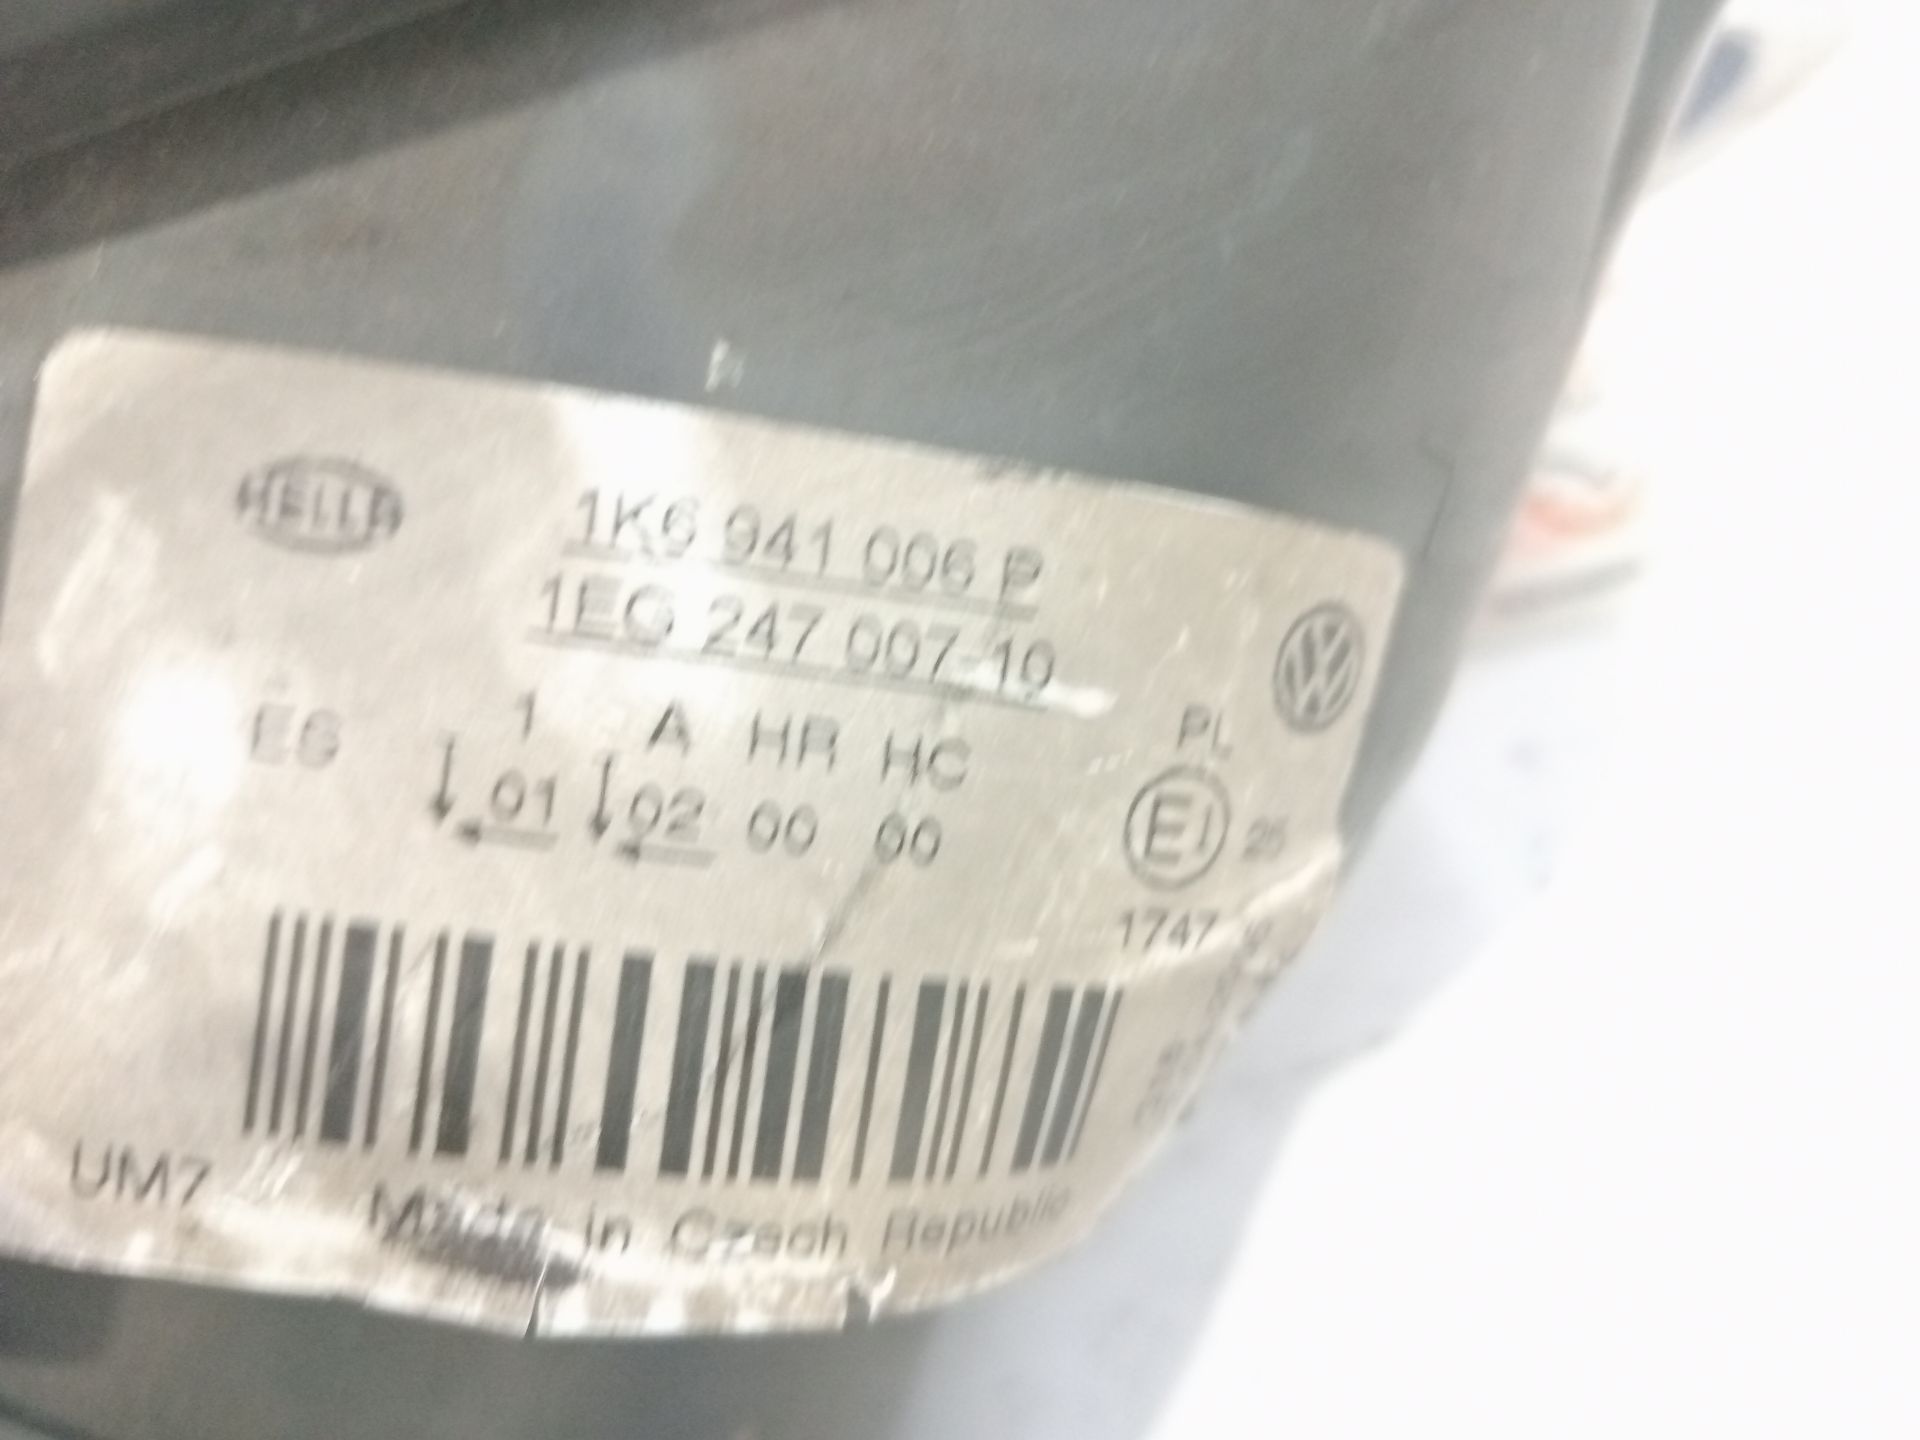 HELLA
1K6 941 006 P
1EG 247 007-10
E6 1 A HR HC PL
01 02 00 00 E1 25
1747
UM7 Made in Czech Republic